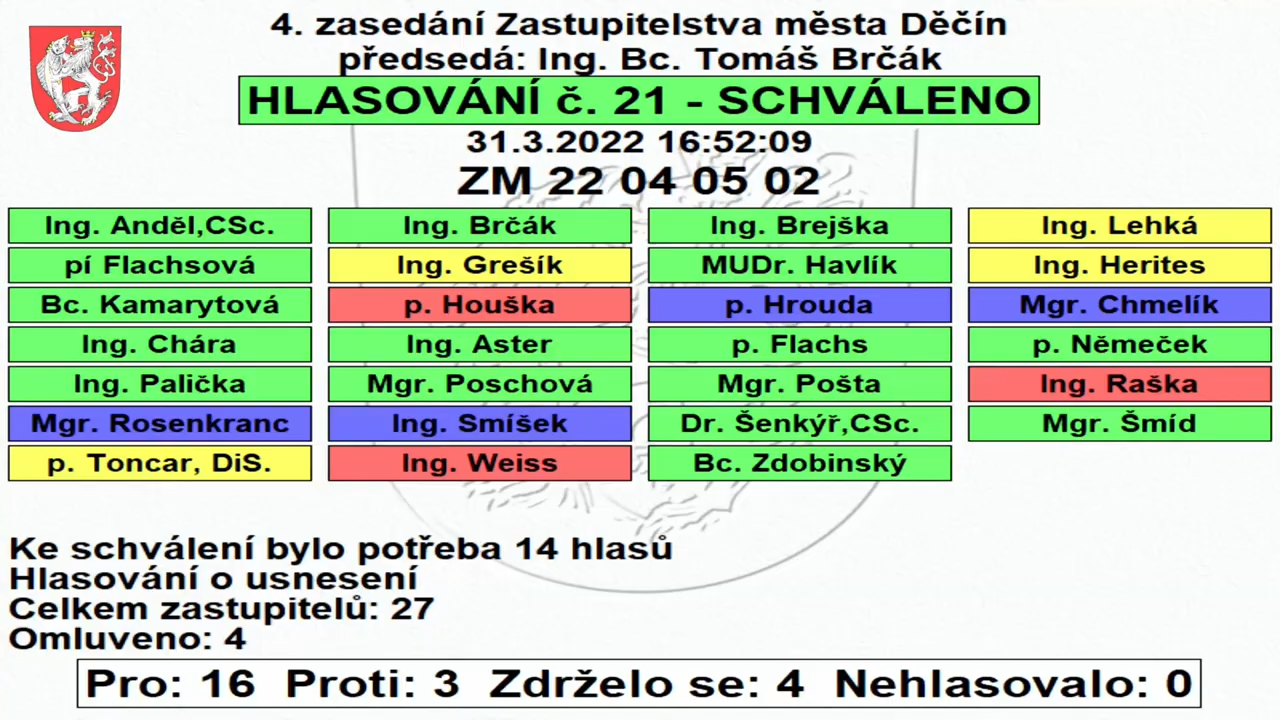 4. zasedání Zastupitelstva města Děčín
předsedá: Ing. Bc. Tomáš Brčák
HLASOVÁNÍ č. 21 - SCHVÁLENO
31.3.2022 16:52:09
ZM 22 04 05 02
Ing. Anděl,CSc. Ing. Brčák Ing. Brejška Ing. Lehká
pí Flachsová Ing. Grešík MUDr. Havlík Ing. Herites
Bc. Kamarytová p. Houška p. Hrouda Mgr. Chmelík
Ing. Chára Ing. Aster p. Flachs p. Němeček
Ing. Palička Mgr. Poschová Mgr. Pošta Ing. Raška
Mgr. Rosenkranc Ing. Smíšek Dr. Šenkýř,CSc. Mgr. Šmíd
p. Toncar, DiS. Ing. Weiss Bc. Zdobinský
Ke schválení bylo potřeba 14 hlasů
Hlasování o usnesení
Celkem zastupitelů: 27
Omluveno: 4
Pro: 16 Proti: 3 Zdrželo se: 4 Nehlasovalo: 0